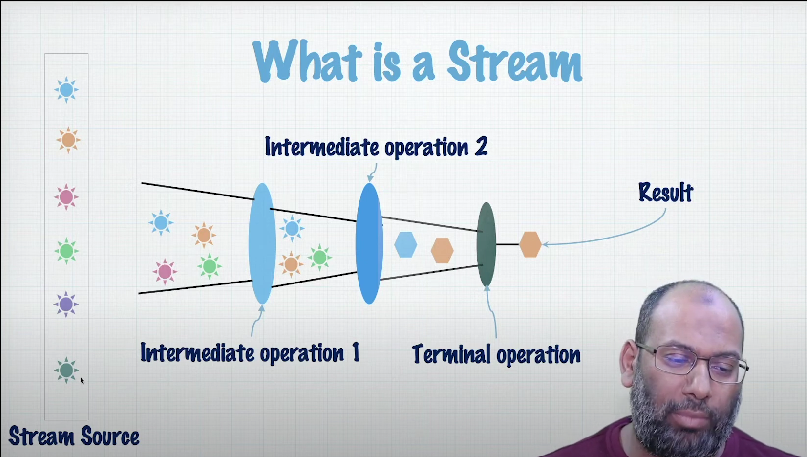 What is a Stream
Intermediate operation 2
Result
Intermediate operation 1
Terminal operation
Stream Source